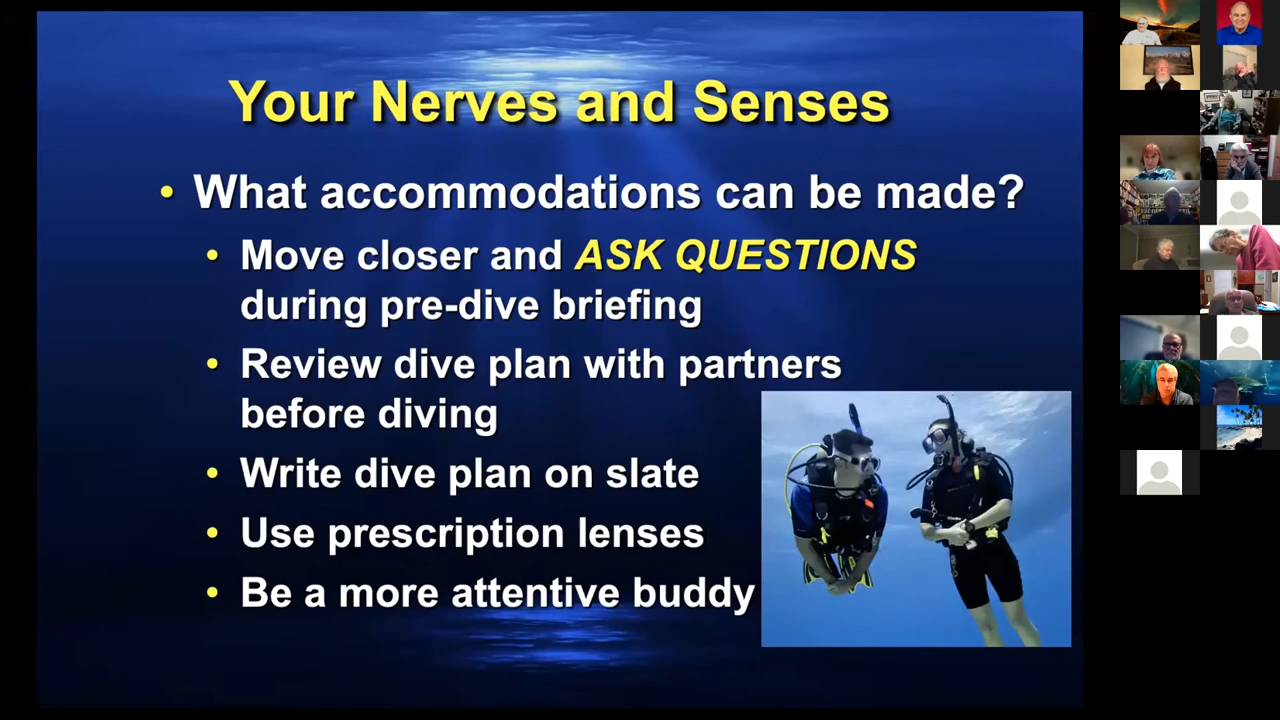 Your Nerves and Senses
• What accommodations can be made?
• Move closer and ASK QUESTIONS
during pre-dive briefing
• Review dive plan with partners
before diving
• Write dive plan on slate
• Use prescription lenses
• Be a more attentive buddy